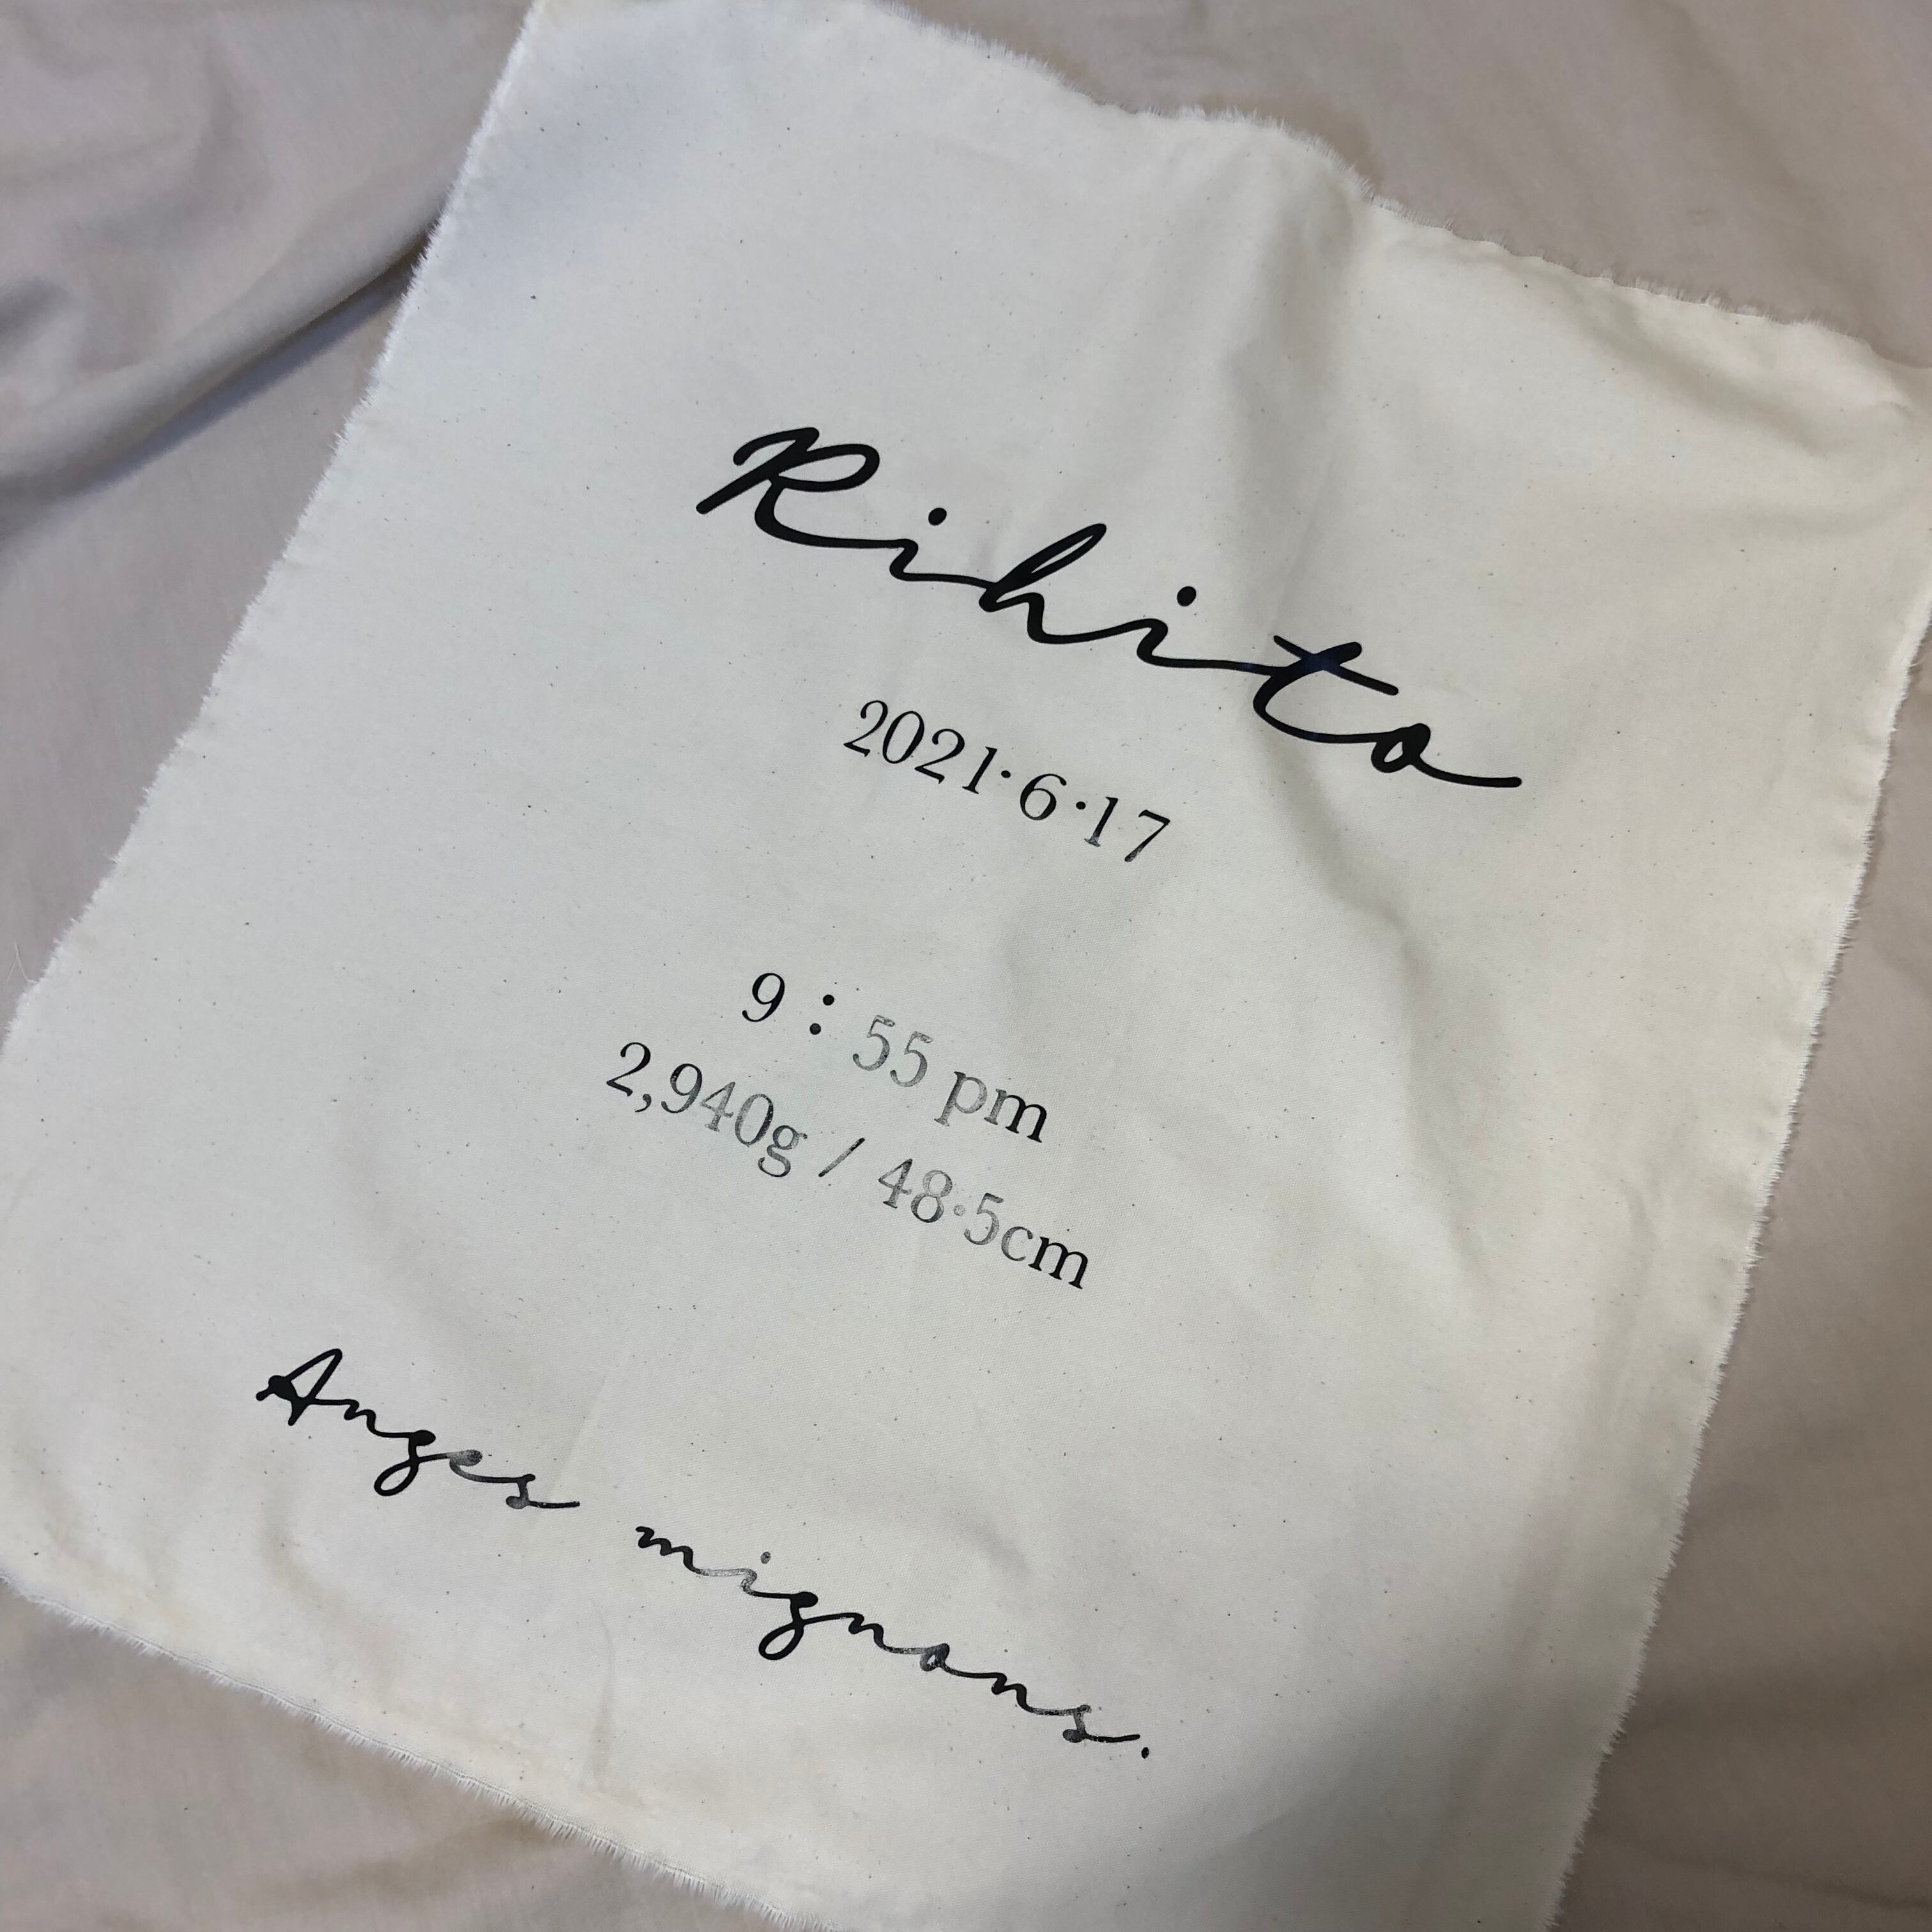 Rihito
2021·6·17
9 : 55 pm
2,940g / 48·5cm
Anges mignons.